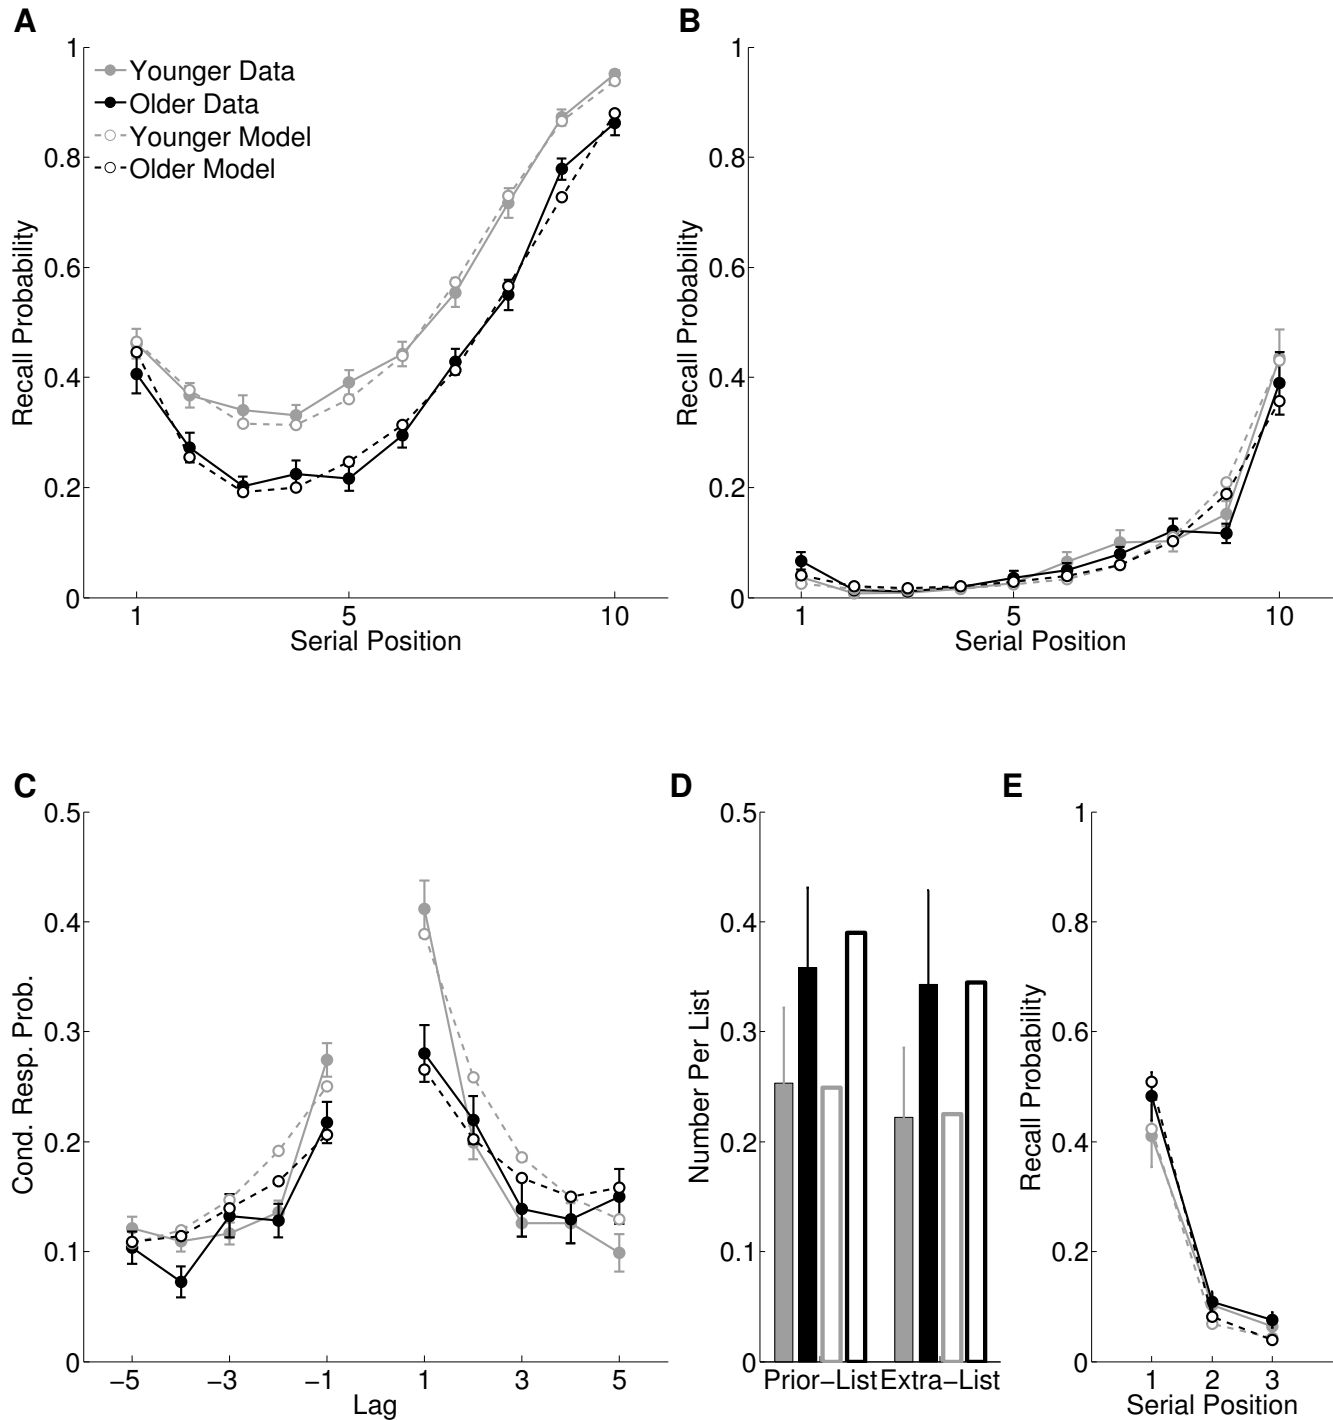 A
1
0.8
0.6
0.4
0.2
0
Recall Probability
Younger Data
Older Data
Younger Model
Older Model
1 5 10
Serial Position
B
1
0.8
0.6
0.4
0.2
0
Recall Probability
1 5 10
Serial Position
C
0.5
0.4
0.3
0.2
0.1
0
Cond. Resp. Prob.
−5 −3 −1 1 3 5
Lag
D
0.5
0.4
0.3
0.2
0.1
0
Number Per List
Prior−List Extra−List
E
1
0.8
0.6
0.4
0.2
0
Recall Probability
1 2 3
Serial Position